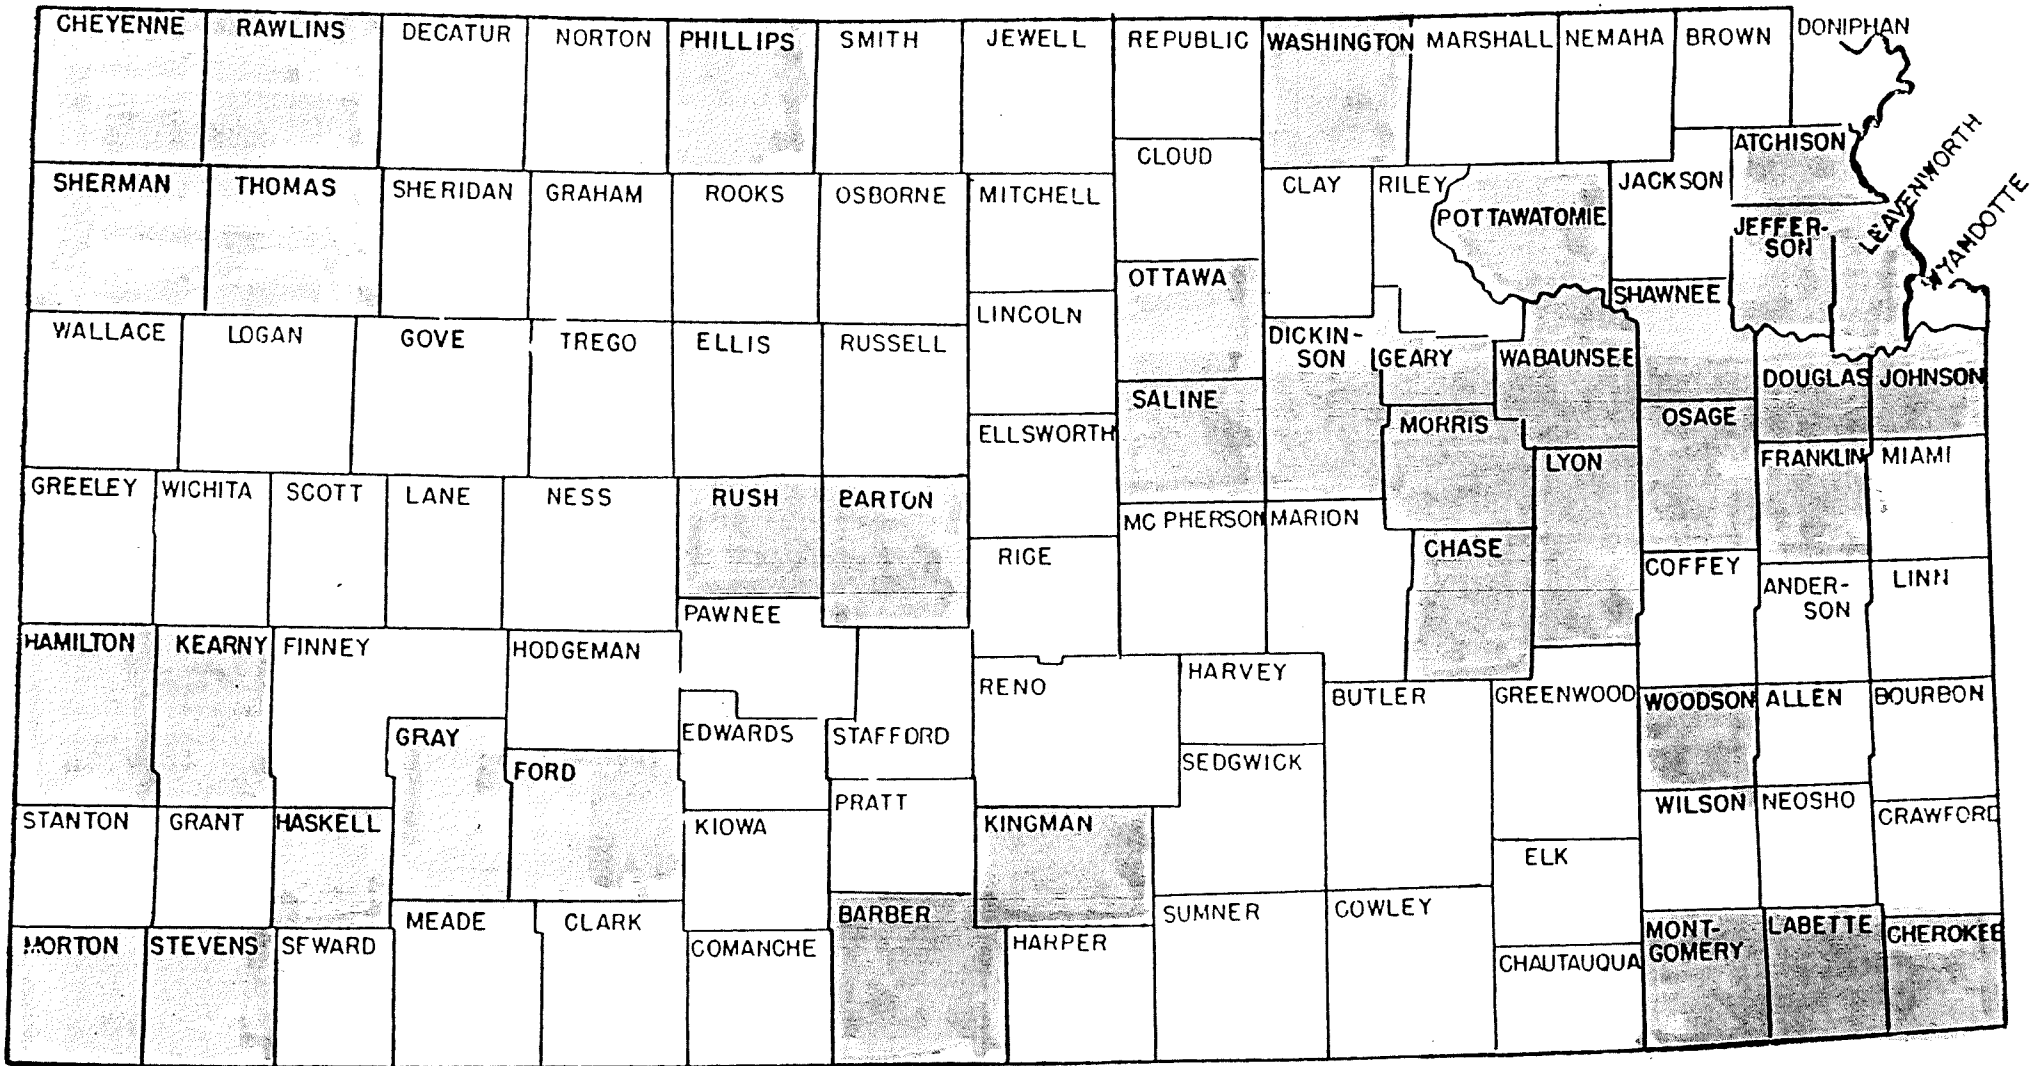 CHEYENNE
RAWLINS
DECATUR
NORTON
PHILLIPS
SMITH
JEWELL
REPUBLIC
WASHINGTON
MARSHALL
NEMAHA
BROWN
DONIPHAN
CLOUD
ATCHISON
SHERMAN
THOMAS
SHERIDAN
GRAHAM
ROOKS
OSBORNE
MITCHELL
CLAY
RILEY
POTTAWATOMIE
JACKSON
JEFFER-
SON
LEAVENWORTH
WYANDOTTE
OTTAWA
SHAWNEE
LINCOLN
WALLACE
LOGAN
GOVE
TREGO
ELLIS
RUSSELL
DICKIN-
SON
GEARY
WABAUNSEE
DOUGLAS
JOHNSON
SALINE
MORRIS
OSAGE
ELLSWORTH
LYON
FRANKLIN
MIAMI
GREELEY
WICHITA
SCOTT
LANE
NESS
RUSH
BARTON
MC PHERSON
MARION
RICE
CHASE
COFFEY
ANDER-
SON
LINN
PAWNEE
HAMILTON
KEARNY
FINNEY
HODGEMAN
RENO
HARVEY
BUTLER
GREENWOOD
WOODSON
ALLEN
BOURBON
GRAY
FORD
EDWARDS
STAFFORD
SEDGWICK
STANTON
GRANT
HASKELL
KIOWA
PRATT
KINGMAN
WILSON
NEOSHO
CRAWFORD
ELK
MEADE
CLARK
BARBER
SUMNER
COWLEY
MORTON
STEVENS
SEWARD
COMANCHE
HARPER
CHAUTAUQUA
MONT-
GOMERY
LABETTE
CHEROKEE